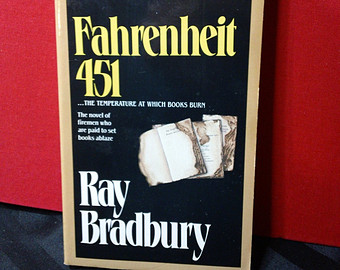 Fahrenheit
451
...THE TEMPERATURE AT WHICH BOOKS BURN
The novel of
firemen who
are paid to set
books ablaze
Ray
Bradbury